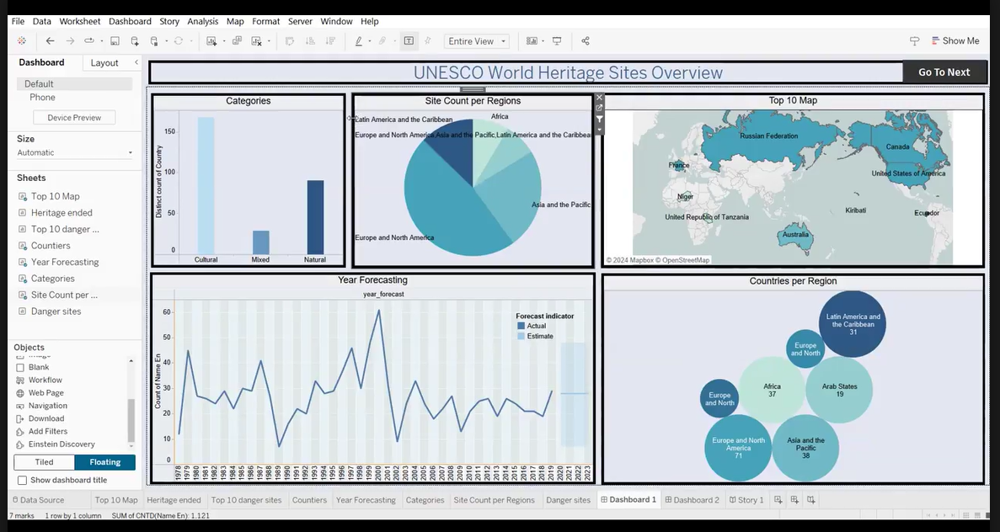 File Data Worksheet Dashboard Story Analysis Map Format Server Window Help
Entire View
Show Me
Dashboard Layout
Default
Phone
Device Preview
Size
Automatic
Sheets
Top 10 Map
Heritage ended
Top 10 danger ...
Countiers
Year Forecasting
Categories
Site Count per ...
Danger sites
Objects
Blank
Workflow
Web Page
Navigation
Download
Add Filters
Einstein Discovery
Tiled Floating
Show dashboard title
UNESCO World Heritage Sites Overview
Go To Next
Categories
Distinct count of Country
150
100
50
0
Cultural Mixed Natural
Site Count per Regions
Africa
Latin America and the Caribbean
Europe and North America,Asia and the Pacific,Latin America and the Caribbean
Asia and the Pacific
Europe and North America
Top 10 Map
Russian Federation
Canada
France
United States of America
Niger
Kiribati
Ecuador
United Republic of Tanzania
Australia
© 2024 Mapbox © OpenStreetMap
Year Forecasting
year_forecast
Count of Name En
60
50
40
30
20
10
0
Forecast indicator
Actual
Estimate
1978 1979 1980 1981 1982 1983 1984 1985 1986 1987 1988 1989 1990 1991 1992 1993 1994 1995 1996 1997 1998 1999 2000 2001 2002 2003 2004 2005 2006 2007 2008 2009 2010 2011 2012 2013 2014 2015 2016 2017 2018 2019 2020 2021 2022 2023
Countries per Region
Latin America and
the Caribbean
31
Europe
and North
Africa
37
Arab States
19
Europe
and North
Europe and North
America
71
Asia and the
Pacific
38
Data Source Top 10 Map Heritage ended Top 10 danger sites Countiers Year Forecasting Categories Site Count per Regions Danger sites Dashboard 1 Dashboard 2 Story 1
7 marks 1 row by 1 column SUM of CNTD(Name En): 1,121